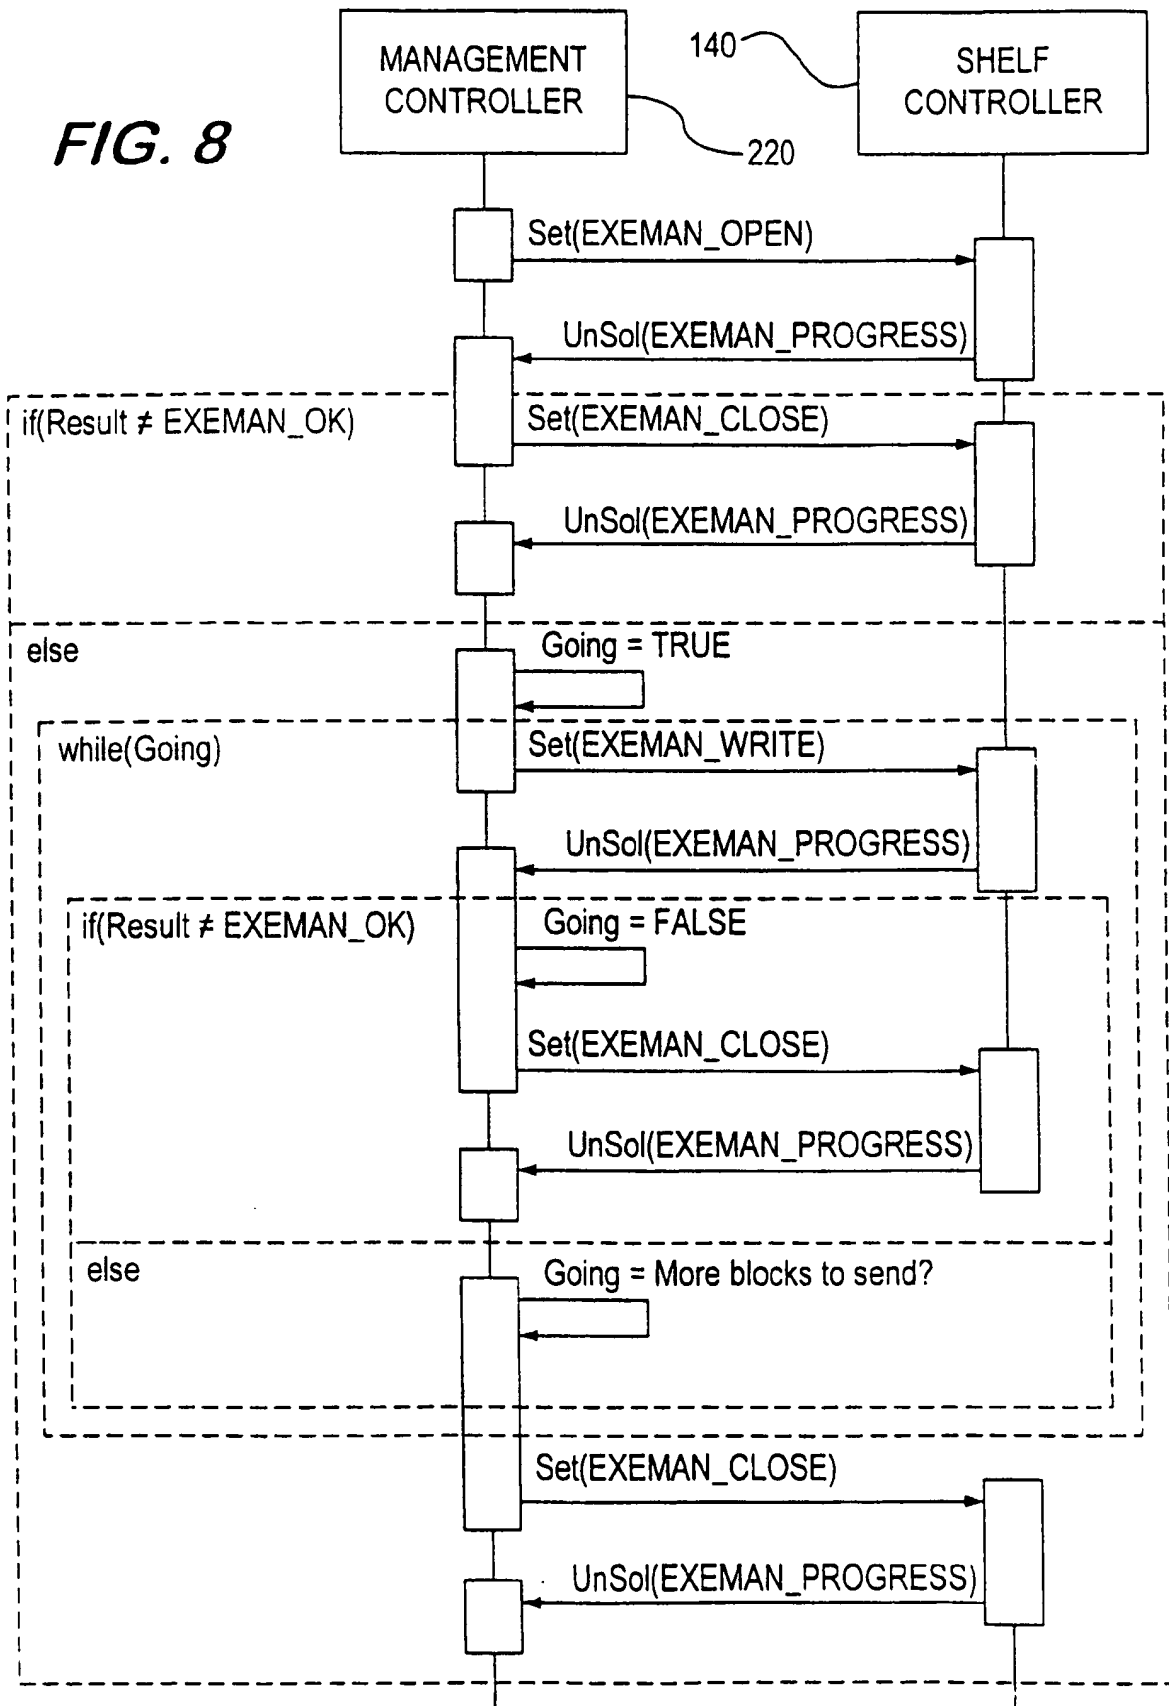 FIG. 8
MANAGEMENT
CONTROLLER
220
140
SHELF
CONTROLLER
Set(EXEMAN_OPEN)
UnSol(EXEMAN_PROGRESS)
if(Result ≠ EXEMAN_OK)
Set(EXEMAN_CLOSE)
UnSol(EXEMAN_PROGRESS)
else
Going = TRUE
while(Going)
Set(EXEMAN_WRITE)
UnSol(EXEMAN_PROGRESS)
if(Result ≠ EXEMAN_OK)
Going = FALSE
Set(EXEMAN_CLOSE)
UnSol(EXEMAN_PROGRESS)
else
Going = More blocks to send?
Set(EXEMAN_CLOSE)
UnSol(EXEMAN_PROGRESS)